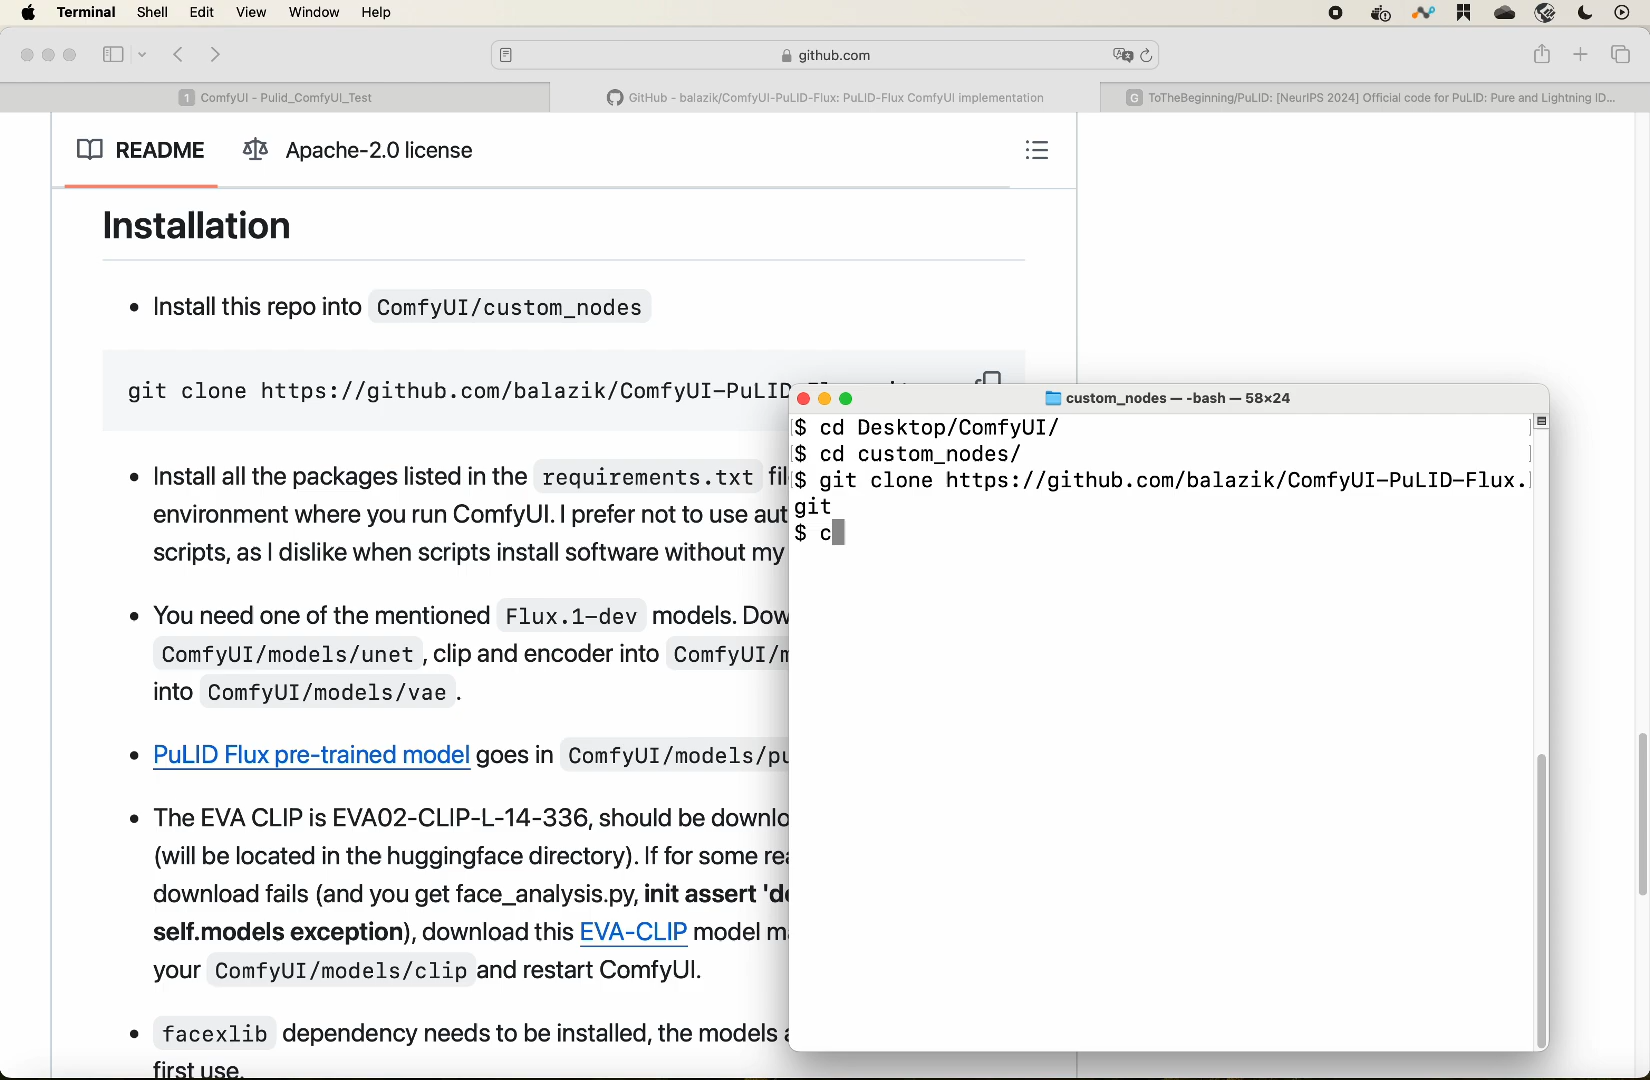 Terminal Shell Edit View Window Help
github.com
1 ComfyUI - Pulid_ComfyUI_Test
GitHub - balazik/ComfyUI-PuLID-Flux: PuLID-Flux ComfyUI implementation
G ToTheBeginning/PuLID: [NeurIPS 2024] Official code for PuLID: Pure and Lightning ID...
README Apache-2.0 license
Installation
• Install this repo into ComfyUI/custom_nodes
git clone https://github.com/balazik/ComfyUI-PuLID
• Install all the packages listed in the requirements.txt fil
environment where you run ComfyUI. I prefer not to use aut
scripts, as I dislike when scripts install software without my
• You need one of the mentioned Flux.1-dev models. Dow
ComfyUI/models/unet, clip and encoder into ComfyUI/m
into ComfyUI/models/vae.
• PuLID Flux pre-trained model goes in ComfyUI/models/pu
• The EVA CLIP is EVA02-CLIP-L-14-336, should be downlo
(will be located in the huggingface directory). If for some rea
download fails (and you get face_analysis.py, init assert 'de
self.models exception), download this EVA-CLIP model ma
your ComfyUI/models/clip and restart ComfyUI.
• facexlib dependency needs to be installed, the models a
first use.
custom_nodes — -bash — 58×24
$ cd Desktop/ComfyUI/
$ cd custom_nodes/
$ git clone https://github.com/balazik/ComfyUI-PuLID-Flux.
git
$ c